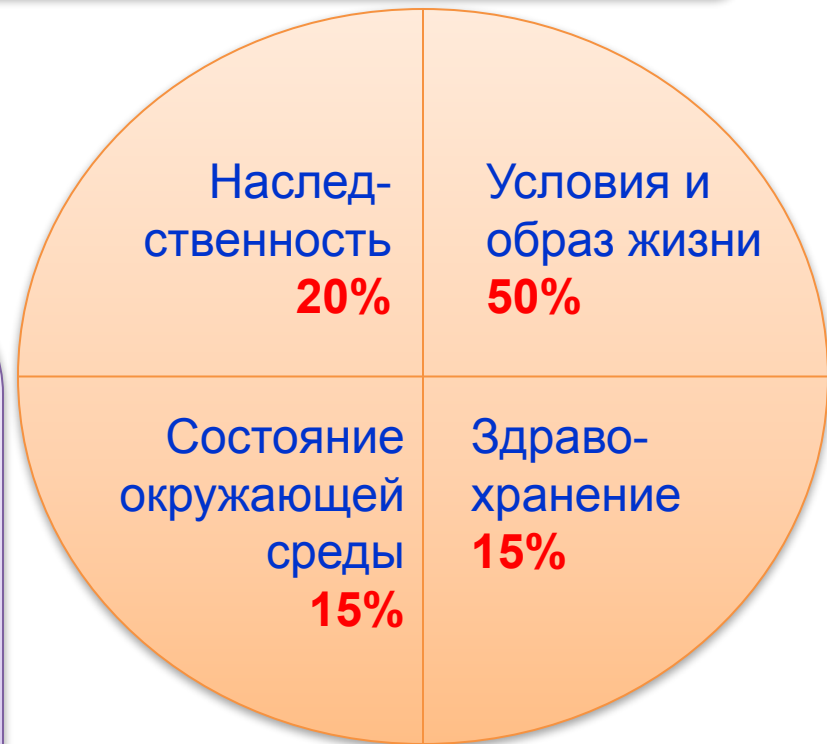 Наслед-
ственность
20%
Условия и
образ жизни
50%
Состояние
окружающей
среды
15%
Здраво-
хранение
15%